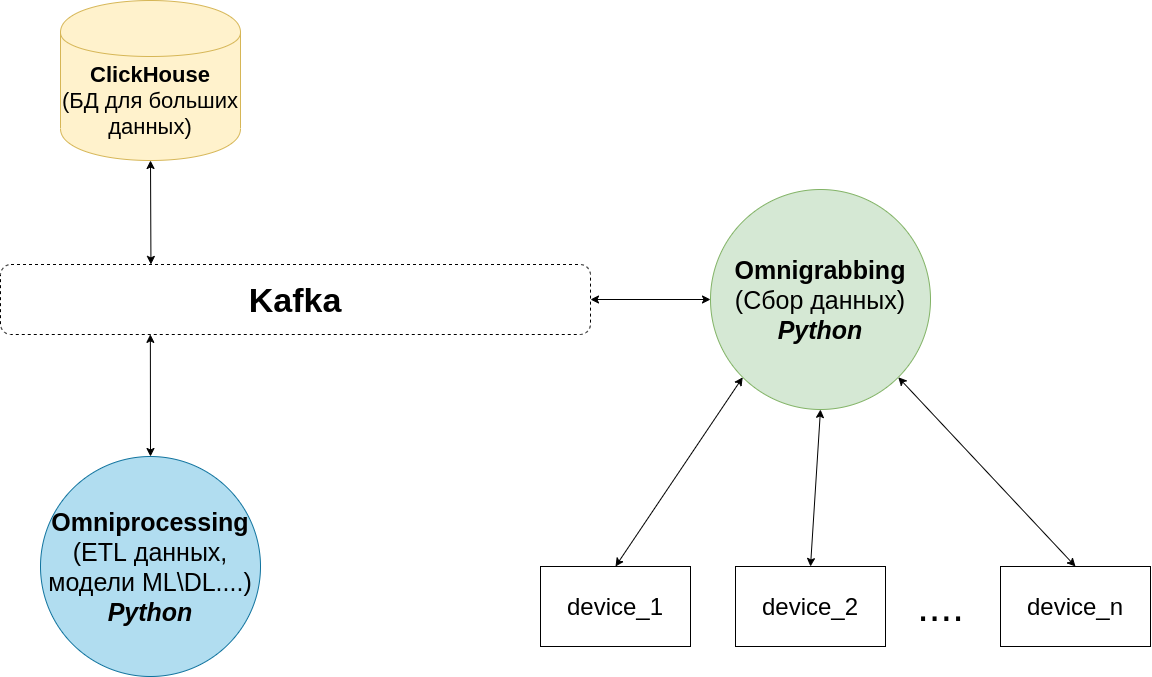 ClickHouse
(БД для больших
данных)
Kafka
Omnigrabbing
(Сбор данных)
Python
Omniprocessing
(ETL данных,
модели ML\DL....)
Python
device_1
device_2
....
device_n